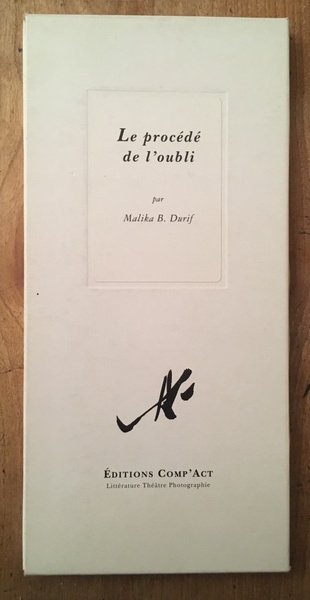 Le procédé
de l'oubli
par
Malika B. Durif
ÉDITIONS COMP'ACT
Littérature Théâtre Photographie